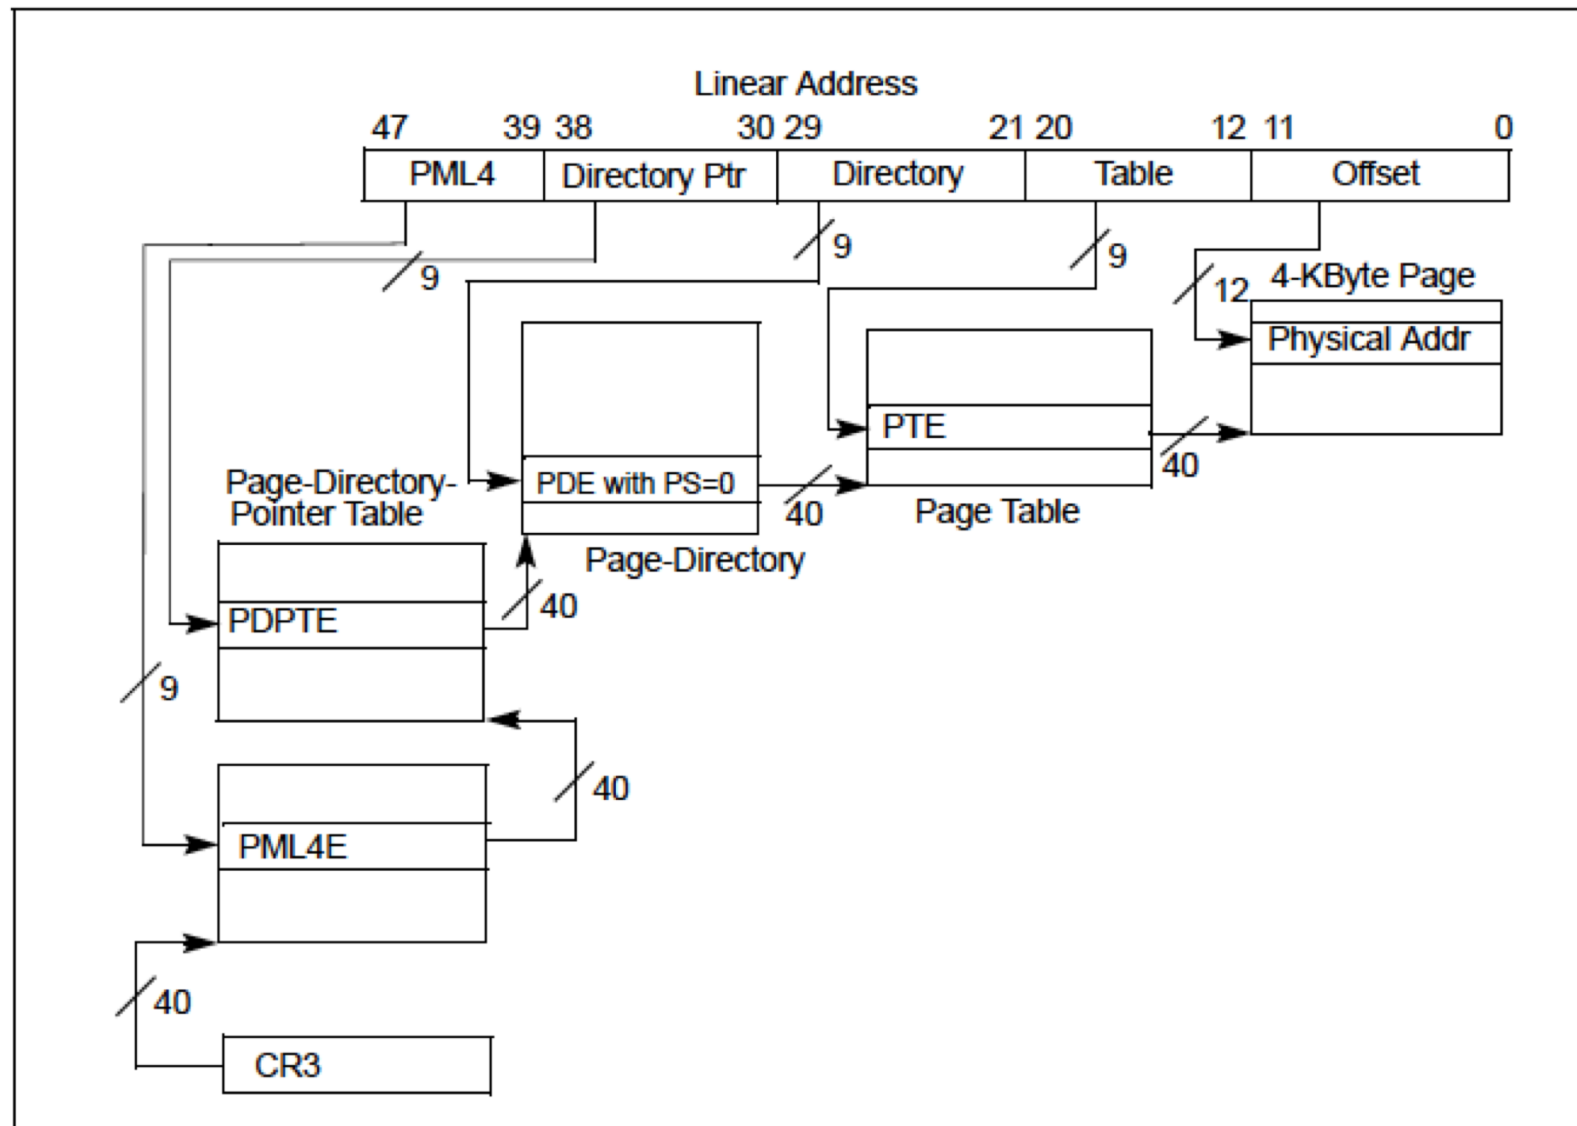 Linear Address
47 39 38 30 29 21 20 12 11 0
PML4 Directory Ptr Directory Table Offset
9 9 9 12
4-KByte Page
Physical Addr
PTE
40
Page Table
PDE with PS=0
40
Page-Directory
Page-Directory-
Pointer Table
PDPTE
40
9
40
PML4E
40
CR3